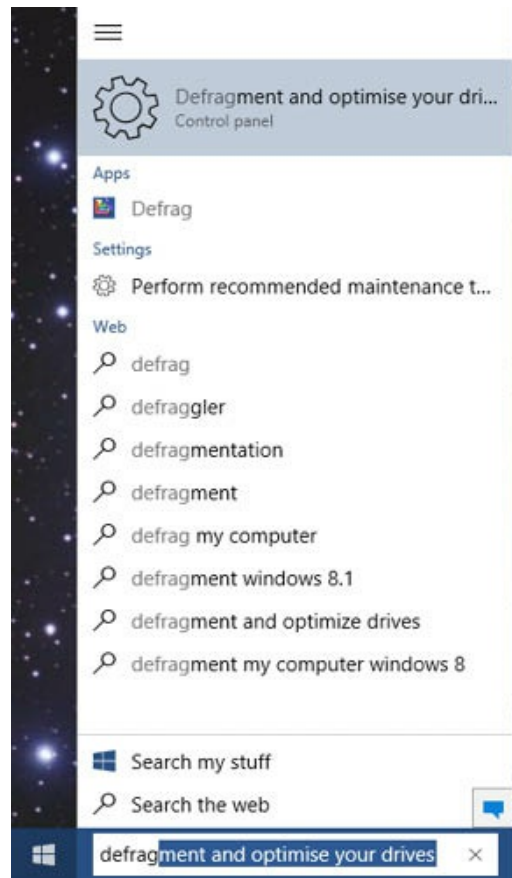 Defragment and optimise your dri...
Control panel
Apps
Defrag
Settings
Perform recommended maintenance t...
Web
defrag
defraggler
defragmentation
defragment
defrag my computer
defragment windows 8.1
defragment and optimize drives
defragment my computer windows 8
Search my stuff
Search the web
defragment and optimise your drives